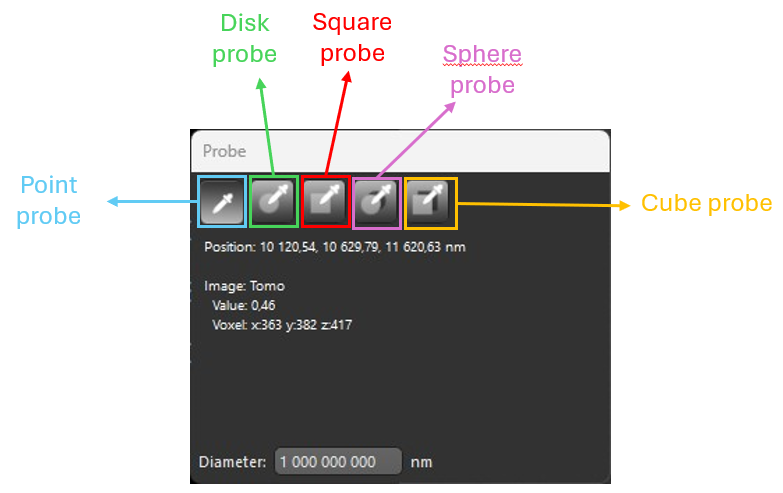 Disk
probe
Square
probe
Sphere
probe
Probe
Point
probe
Cube probe
Position: 10 120,54, 10 629,79, 11 620,63 nm
Image: Tomo
Value: 0,46
Voxel: x:363 y:382 z:417
Diameter: 1 000 000 000 nm